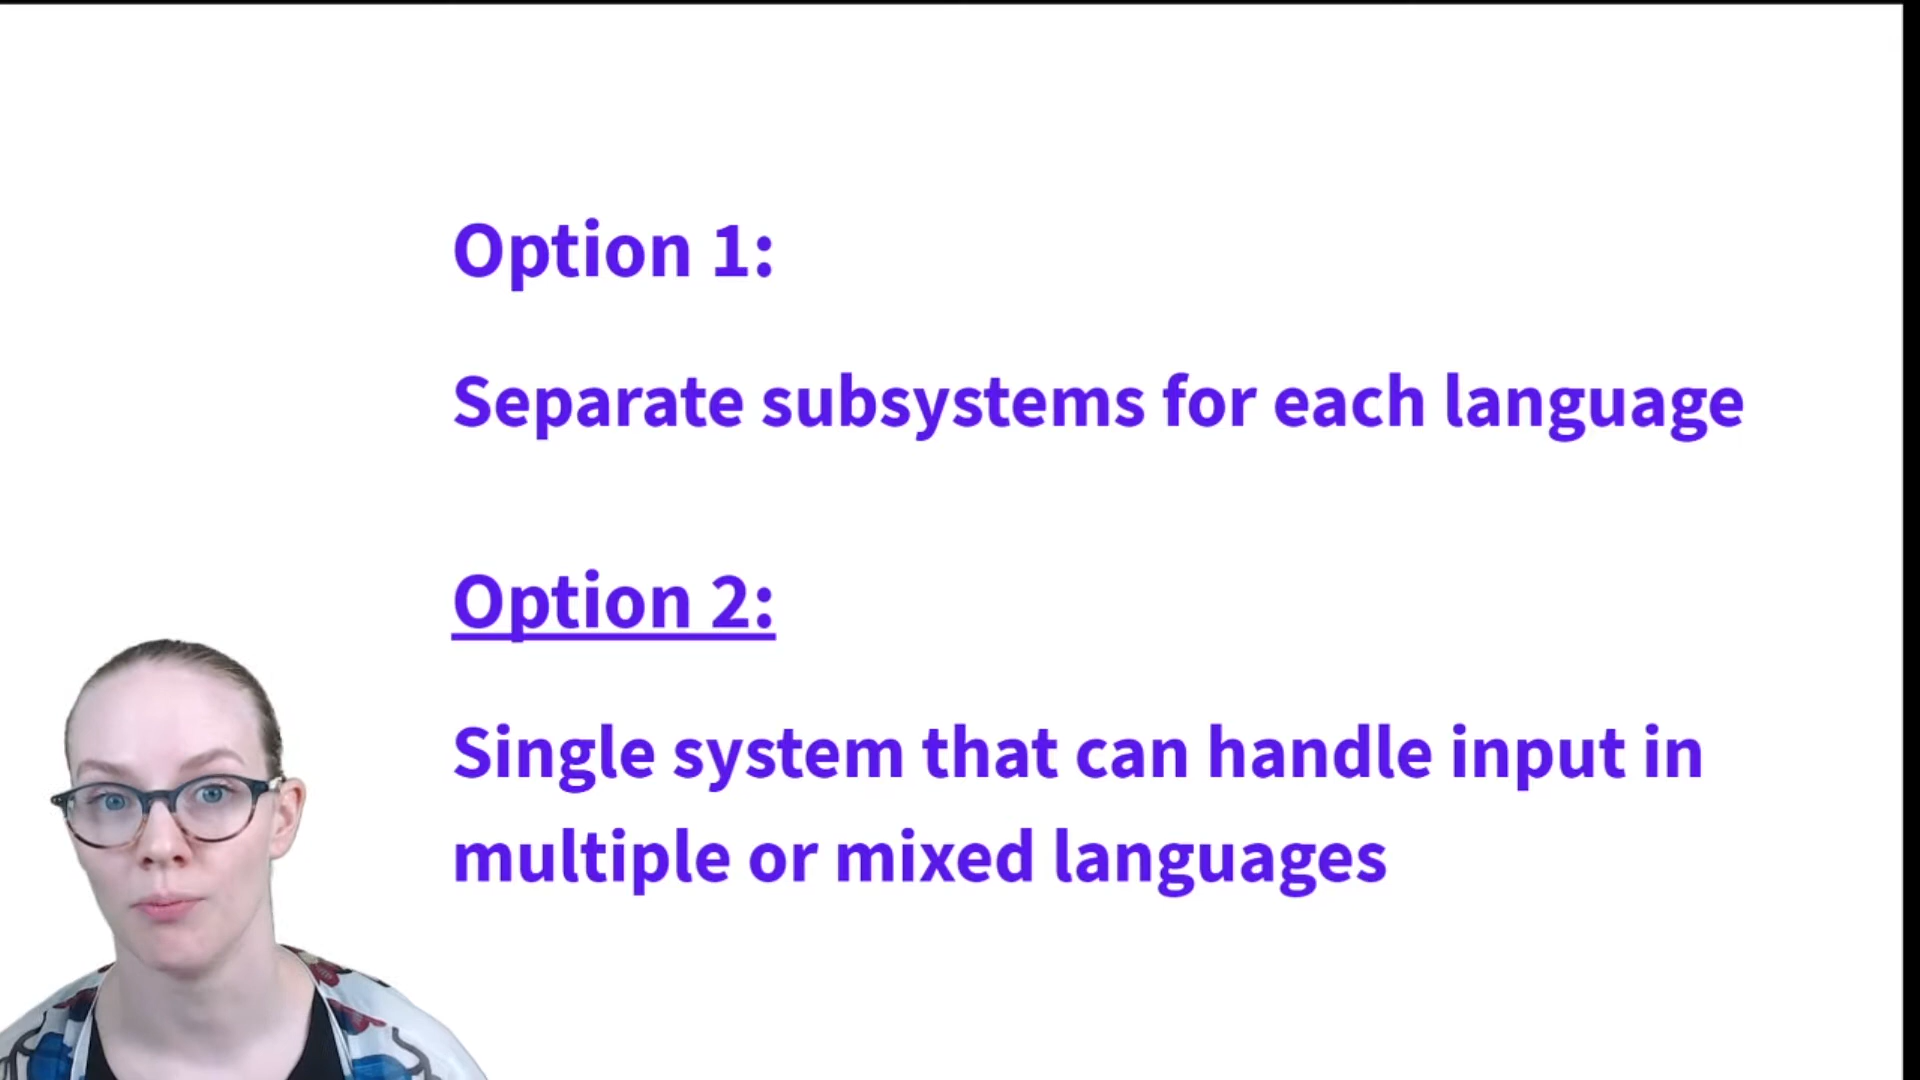 Option 1:
Separate subsystems for each language
Option 2:
Single system that can handle input in
multiple or mixed languages